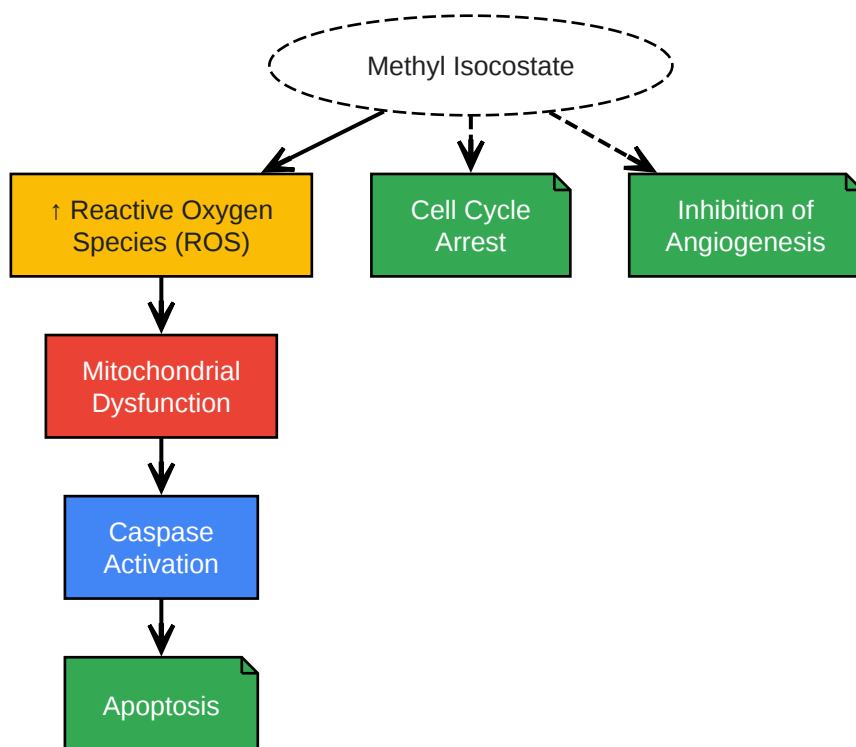 Methyl Isocostate
↑ Reactive Oxygen
Species (ROS)
Cell Cycle
Arrest
Inhibition of
Angiogenesis
Mitochondrial
Dysfunction
Caspase
Activation
Apoptosis